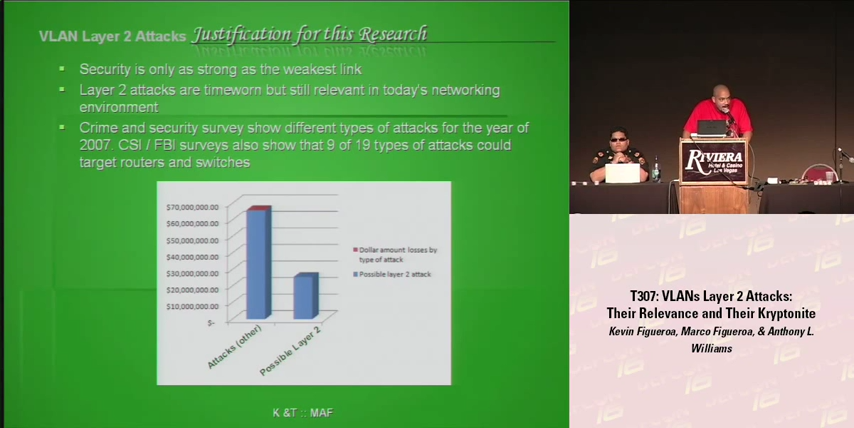 VLAN Layer 2 Attacks Justification for this Research
Security is only as strong as the weakest link
Layer 2 attacks are timeworn but still relevant in today's networking
environment
Crime and security survey show different types of attacks for the year of
2007. CSI / FBI surveys also show that 9 of 19 types of attacks could
target routers and switches
$70,000,000.00
$60,000,000.00
$50,000,000.00
$40,000,000.00
$30,000,000.00
$20,000,000.00
$10,000,000.00
$-
Attacks (other)
Possible Layer 2
Dollar amount losses by
type of attack
Possible layer 2 attack
K &T :: MAF
RIVIERA
Hotel & Casino
Las Vegas
T307: VLANs Layer 2 Attacks:
Their Relevance and Their Kryptonite
Kevin Figueroa, Marco Figueroa, & Anthony L.
Williams